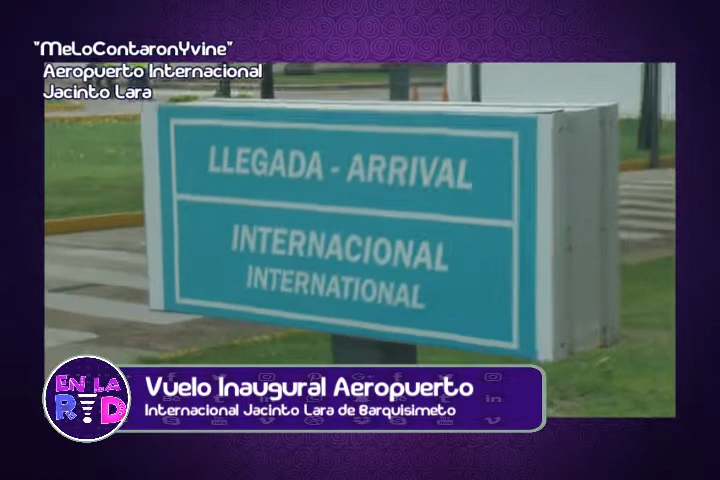 "MeLoContaronYvine"
Aeropuerto Internacional
Jacinto Lara
LLEGADA - ARRIVAL
INTERNACIONAL
INTERNATIONAL
EN LA
RED
Vuelo Inaugural Aeropuerto
Internacional Jacinto Lara de Barquisimeto